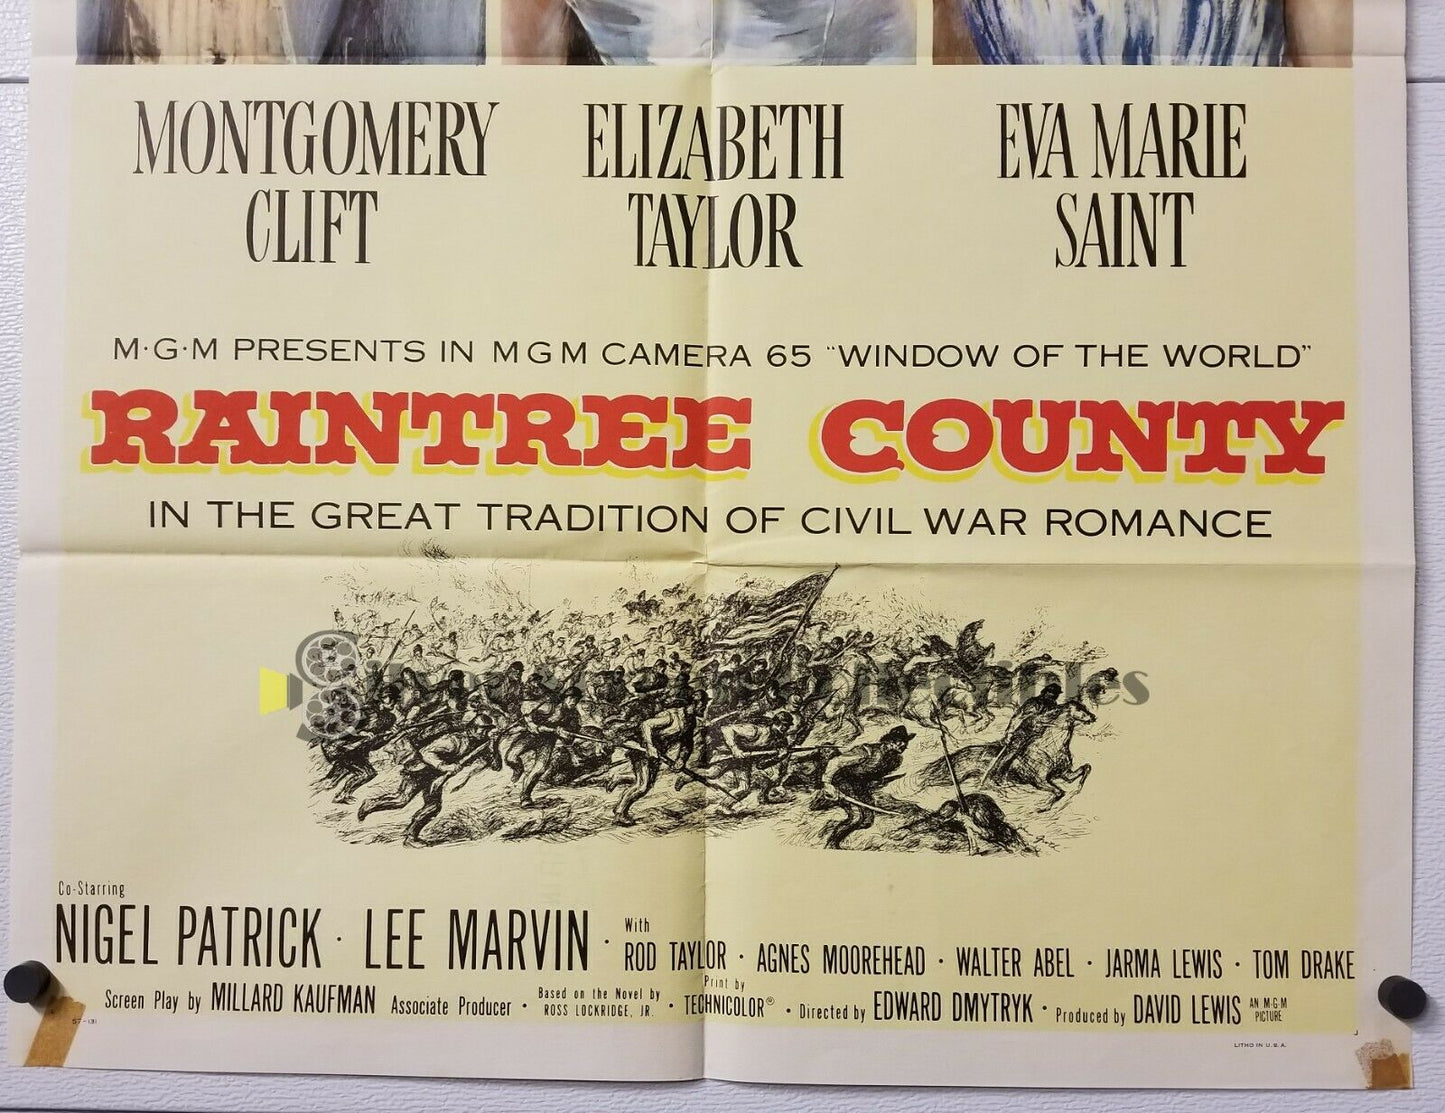 MONTGOMERY CLIFT
ELIZABETH TAYLOR
EVA MARIE SAINT
M·G·M PRESENTS IN M G M CAMERA 65 "WINDOW OF THE WORLD"
RAINTREE COUNTY
IN THE GREAT TRADITION OF CIVIL WAR ROMANCE
Co-Starring
NIGEL PATRICK · LEE MARVIN · With ROD TAYLOR · AGNES MOOREHEAD · WALTER ABEL · JARMA LEWIS · TOM DRAKE
Screen Play by MILLARD KAUFMAN Associate Producer · Based on the Novel by ROSS LOCKRIDGE, JR. · Print by TECHNICOLOR® · Directed by EDWARD DMYTRYK · Produced by DAVID LEWIS AN M·G·M PICTURE
57-131
LITHO IN U.S.A.